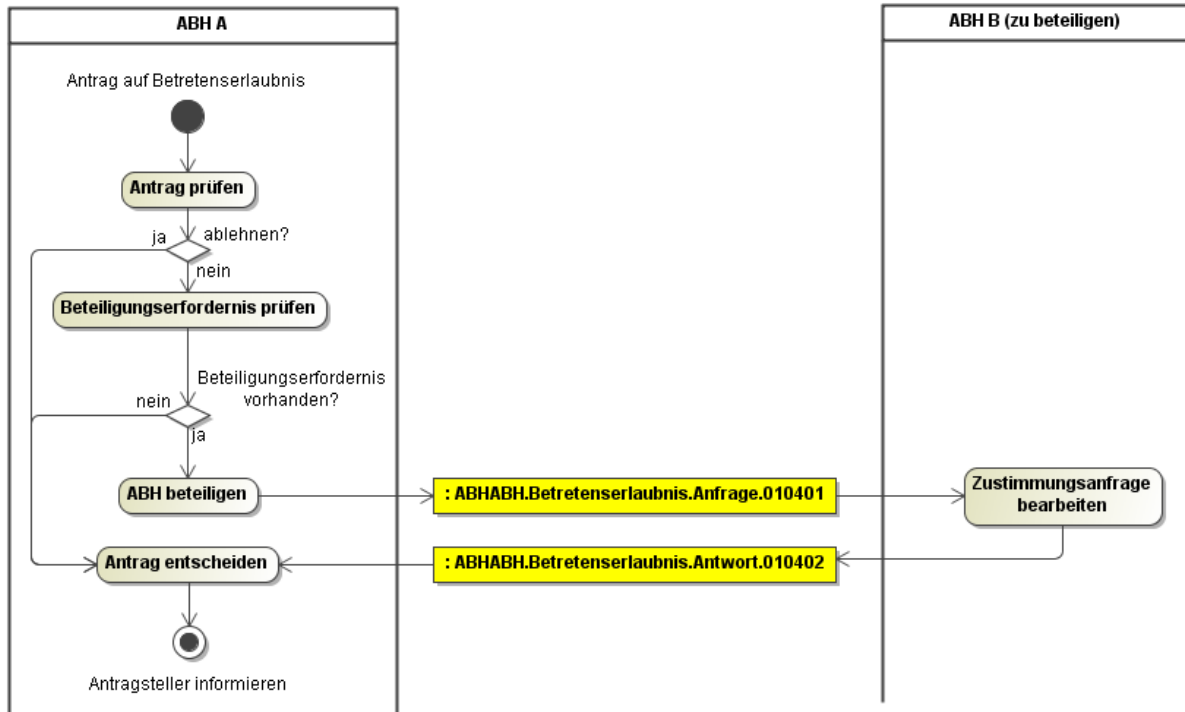 ABH A
ABH B (zu beteiligen)
Antrag auf Betretenserlaubnis
Antrag prüfen
ja
ablehnen?
nein
Beteiligungserfordernis prüfen
Beteiligungserfordernis
vorhanden?
nein
ja
ABH beteiligen
: ABHABH.Betretenserlaubnis.Anfrage.010401
Zustimmungsanfrage
bearbeiten
Antrag entscheiden
: ABHABH.Betretenserlaubnis.Antwort.010402
Antragsteller informieren